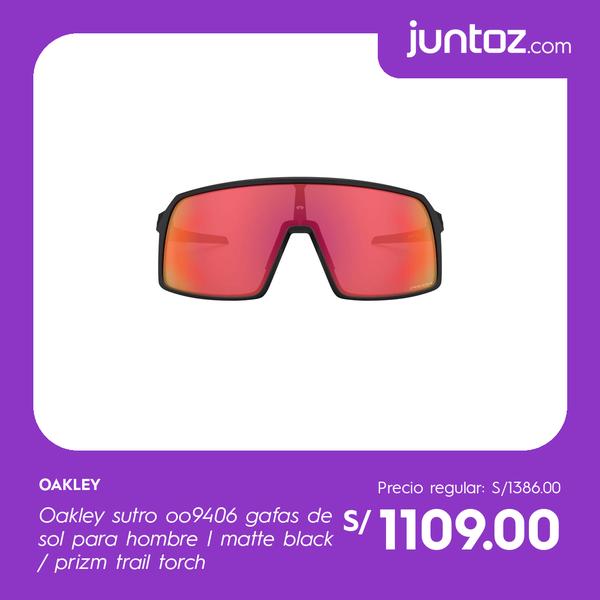 juntoz.com
OAKLEY
Oakley sutro oo9406 gafas de
sol para hombre | matte black
/ prizm trail torch
Precio regular: S/1386.00
S/ 1109.00